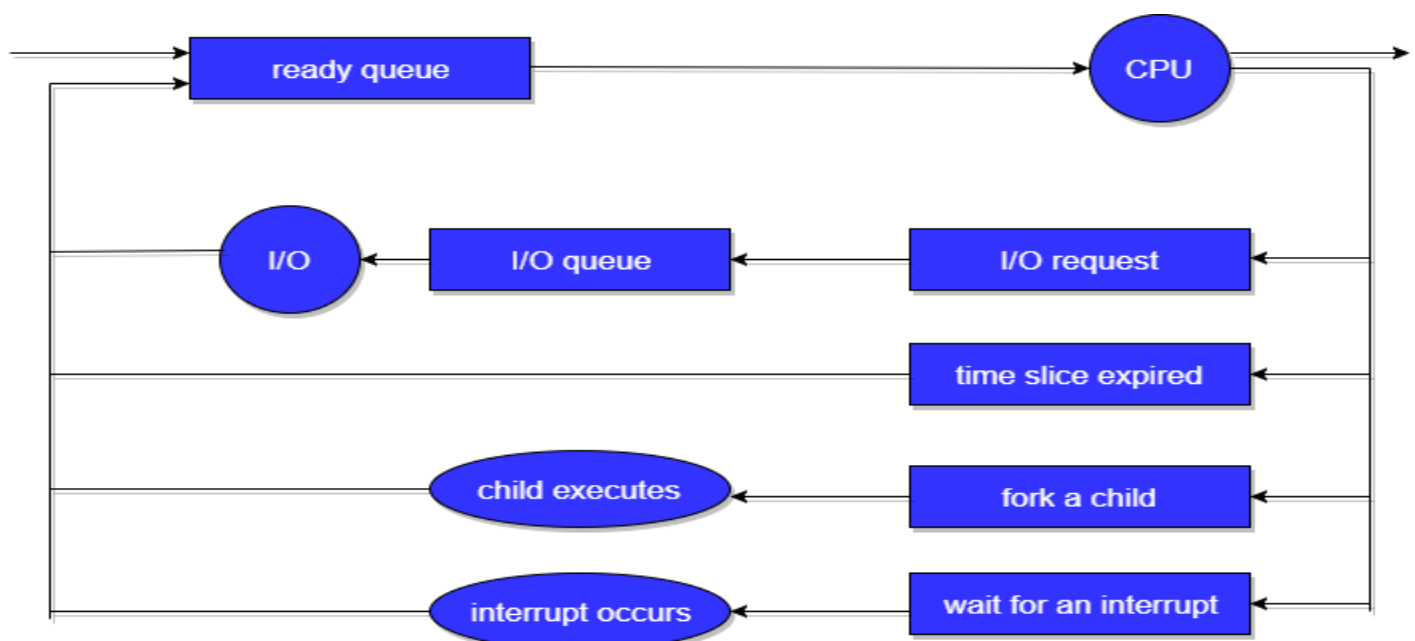 ready queue
CPU
I/O
I/O queue
I/O request
time slice expired
child executes
fork a child
interrupt occurs
wait for an interrupt